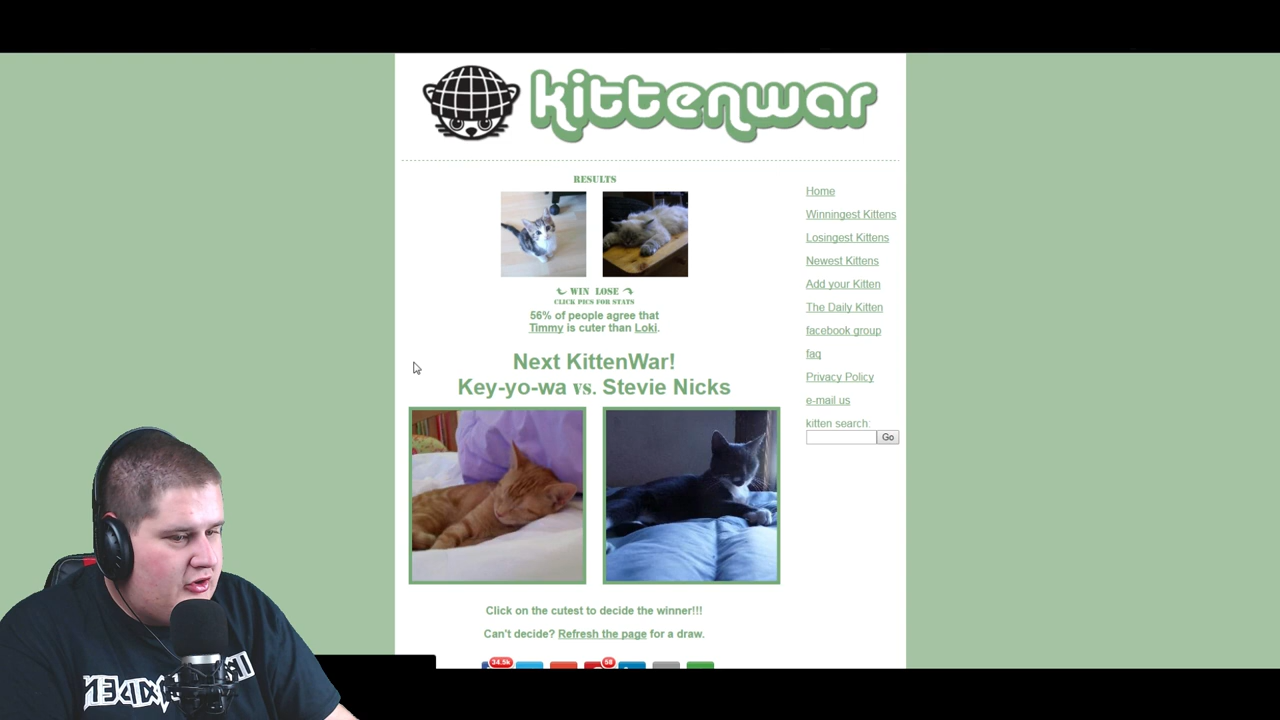 kittenwar
RESULTS
WIN LOSE
CLICK PICS FOR STATS
56% of people agree that
Timmy is cuter than Loki.
Next KittenWar!
Key-yo-wa vs. Stevie Nicks
Click on the cutest to decide the winner!!!
Can't decide? Refresh the page for a draw.
34.5k
58
Home
Winningest Kittens
Losingest Kittens
Newest Kittens
Add your Kitten
The Daily Kitten
facebook group
faq
Privacy Policy
e-mail us
kitten search:
Go